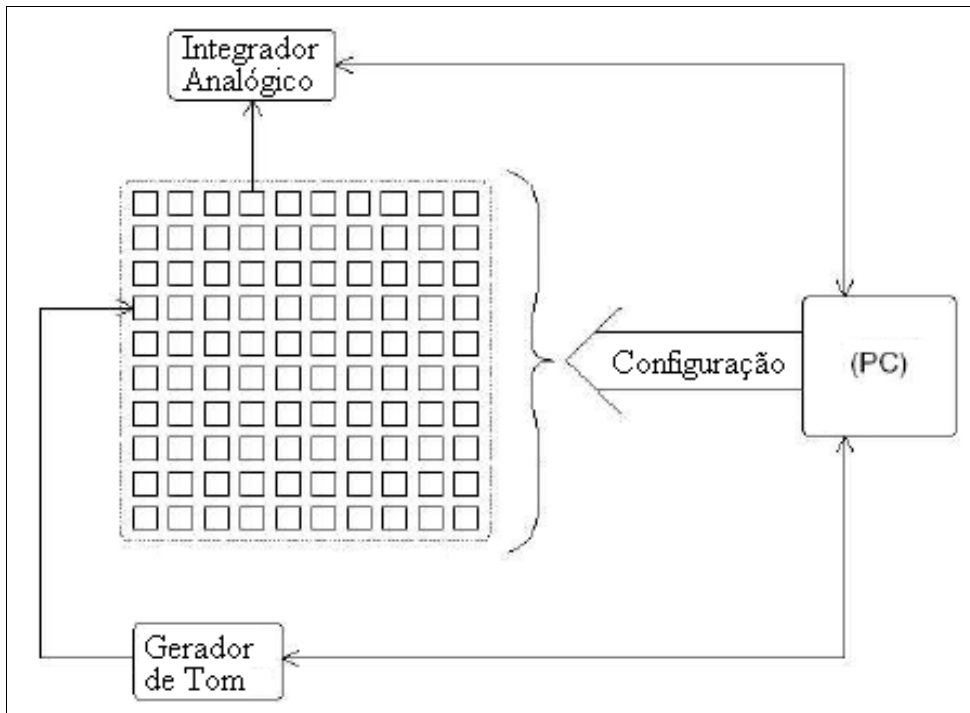 Integrador
Analógico
Configuração
(PC)
Gerador
de Tom